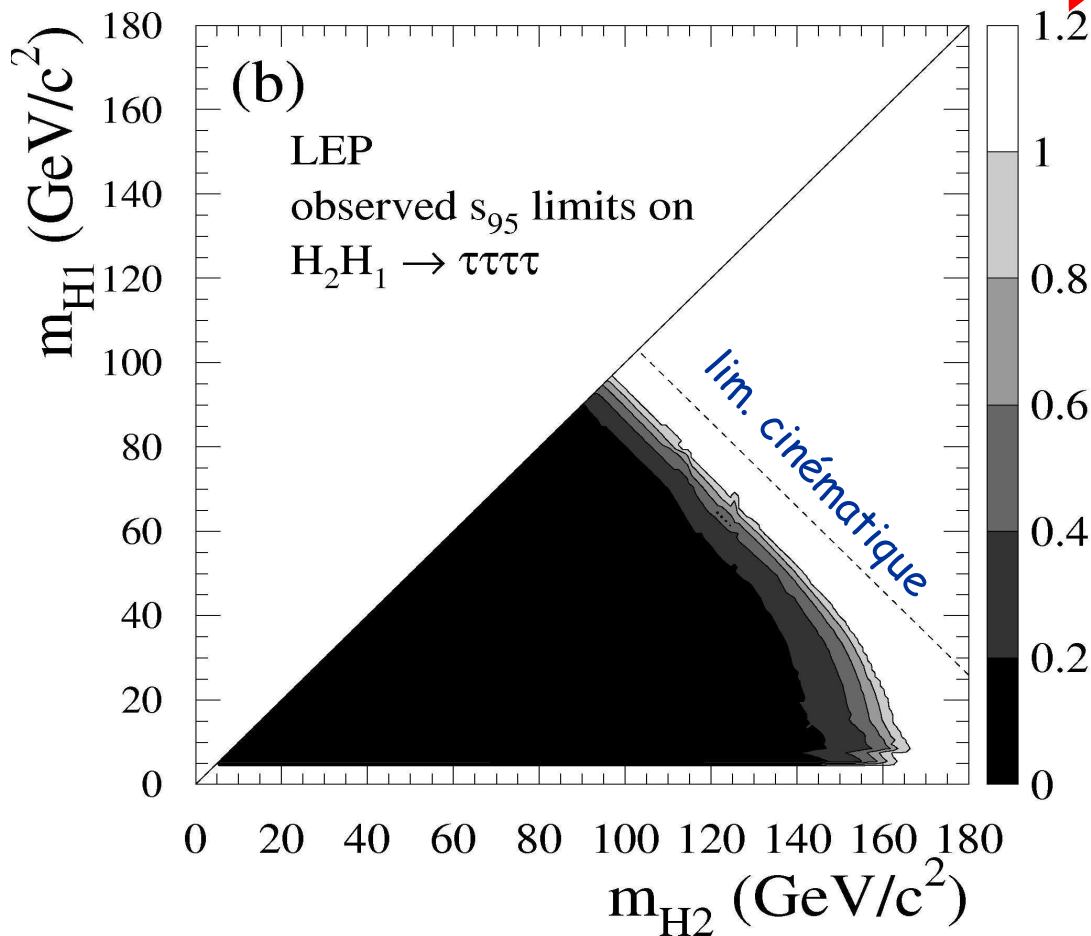 m_H1 (GeV/c²)
180
160
140
120
100
80
60
40
20
0
(b)
LEP
observed s₉₅ limits on
H₂H₁ → ττττ
lim. cinématique
0 20 40 60 80 100 120 140 160 180
m_H2 (GeV/c²)
1.2
1
0.8
0.6
0.4
0.2
0